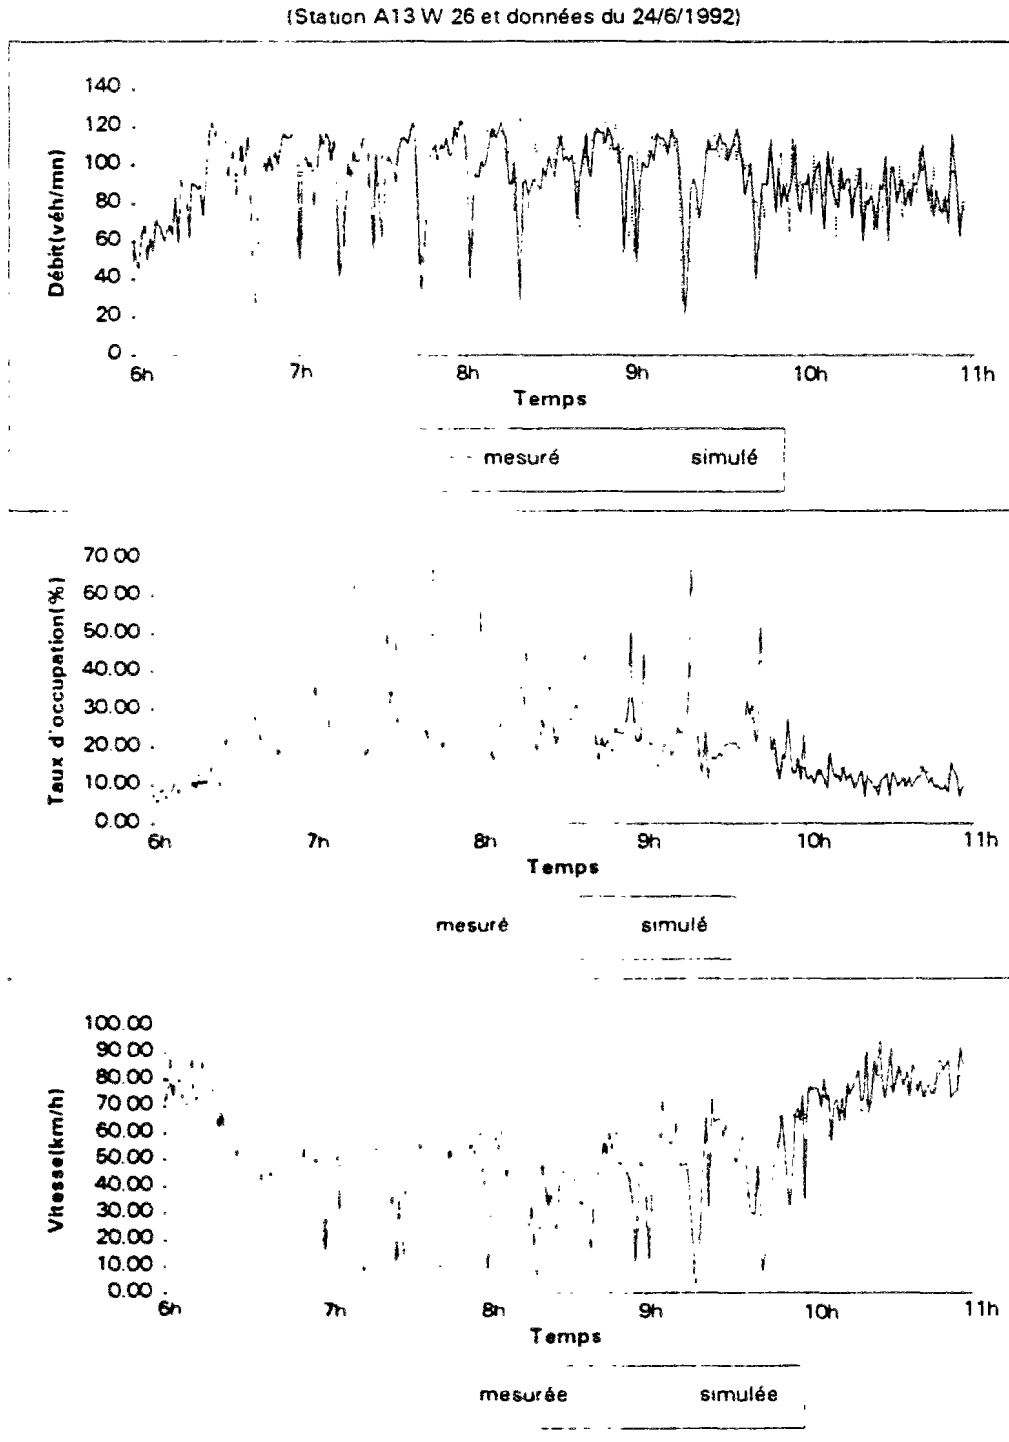 (Station A13 W 26 et données du 24/6/1992)
Débit(véh/mn)
140
120
100
80
60
40
20
0
6h 7h 8h 9h 10h 11h
Temps
mesuré simulé
Taux d'occupation(%)
70.00
60.00
50.00
40.00
30.00
20.00
10.00
0.00
6h 7h 8h 9h 10h 11h
Temps
mesuré simulé
Vitesse(km/h)
100.00
90.00
80.00
70.00
60.00
50.00
40.00
30.00
20.00
10.00
0.00
6h 7h 8h 9h 10h 11h
Temps
mesurée simulée